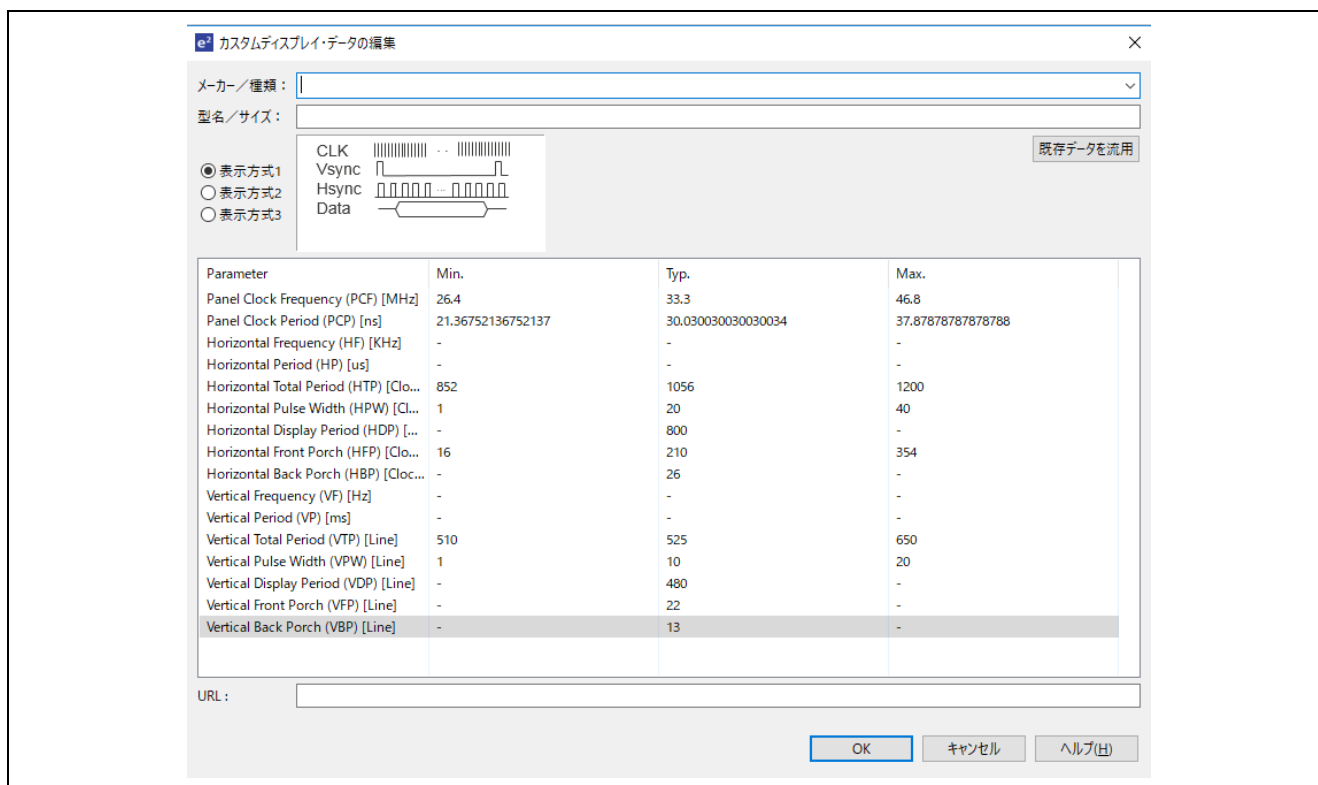 e² カスタムディスプレイ・データの編集
メーカー／種類：
型名／サイズ：
既存データを流用
表示方式1
表示方式2
表示方式3
CLK ..
Vsync
Hsync ...
Data
Parameter Min. Typ. Max.
Panel Clock Frequency (PCF) [MHz] 26.4 33.3 46.8
Panel Clock Period (PCP) [ns] 21.36752136752137 30.030030030030034 37.87878787878788
Horizontal Frequency (HF) [KHz] - - -
Horizontal Period (HP) [us] - - -
Horizontal Total Period (HTP) [Clo... 852 1056 1200
Horizontal Pulse Width (HPW) [Cl... 1 20 40
Horizontal Display Period (HDP) [... - 800 -
Horizontal Front Porch (HFP) [Clo... 16 210 354
Horizontal Back Porch (HBP) [Cloc... - 26 -
Vertical Frequency (VF) [Hz] - - -
Vertical Period (VP) [ms] - - -
Vertical Total Period (VTP) [Line] 510 525 650
Vertical Pulse Width (VPW) [Line] 1 10 20
Vertical Display Period (VDP) [Line] - 480 -
Vertical Front Porch (VFP) [Line] - 22 -
Vertical Back Porch (VBP) [Line] - 13 -
URL：
OK キャンセル ヘルプ(H)